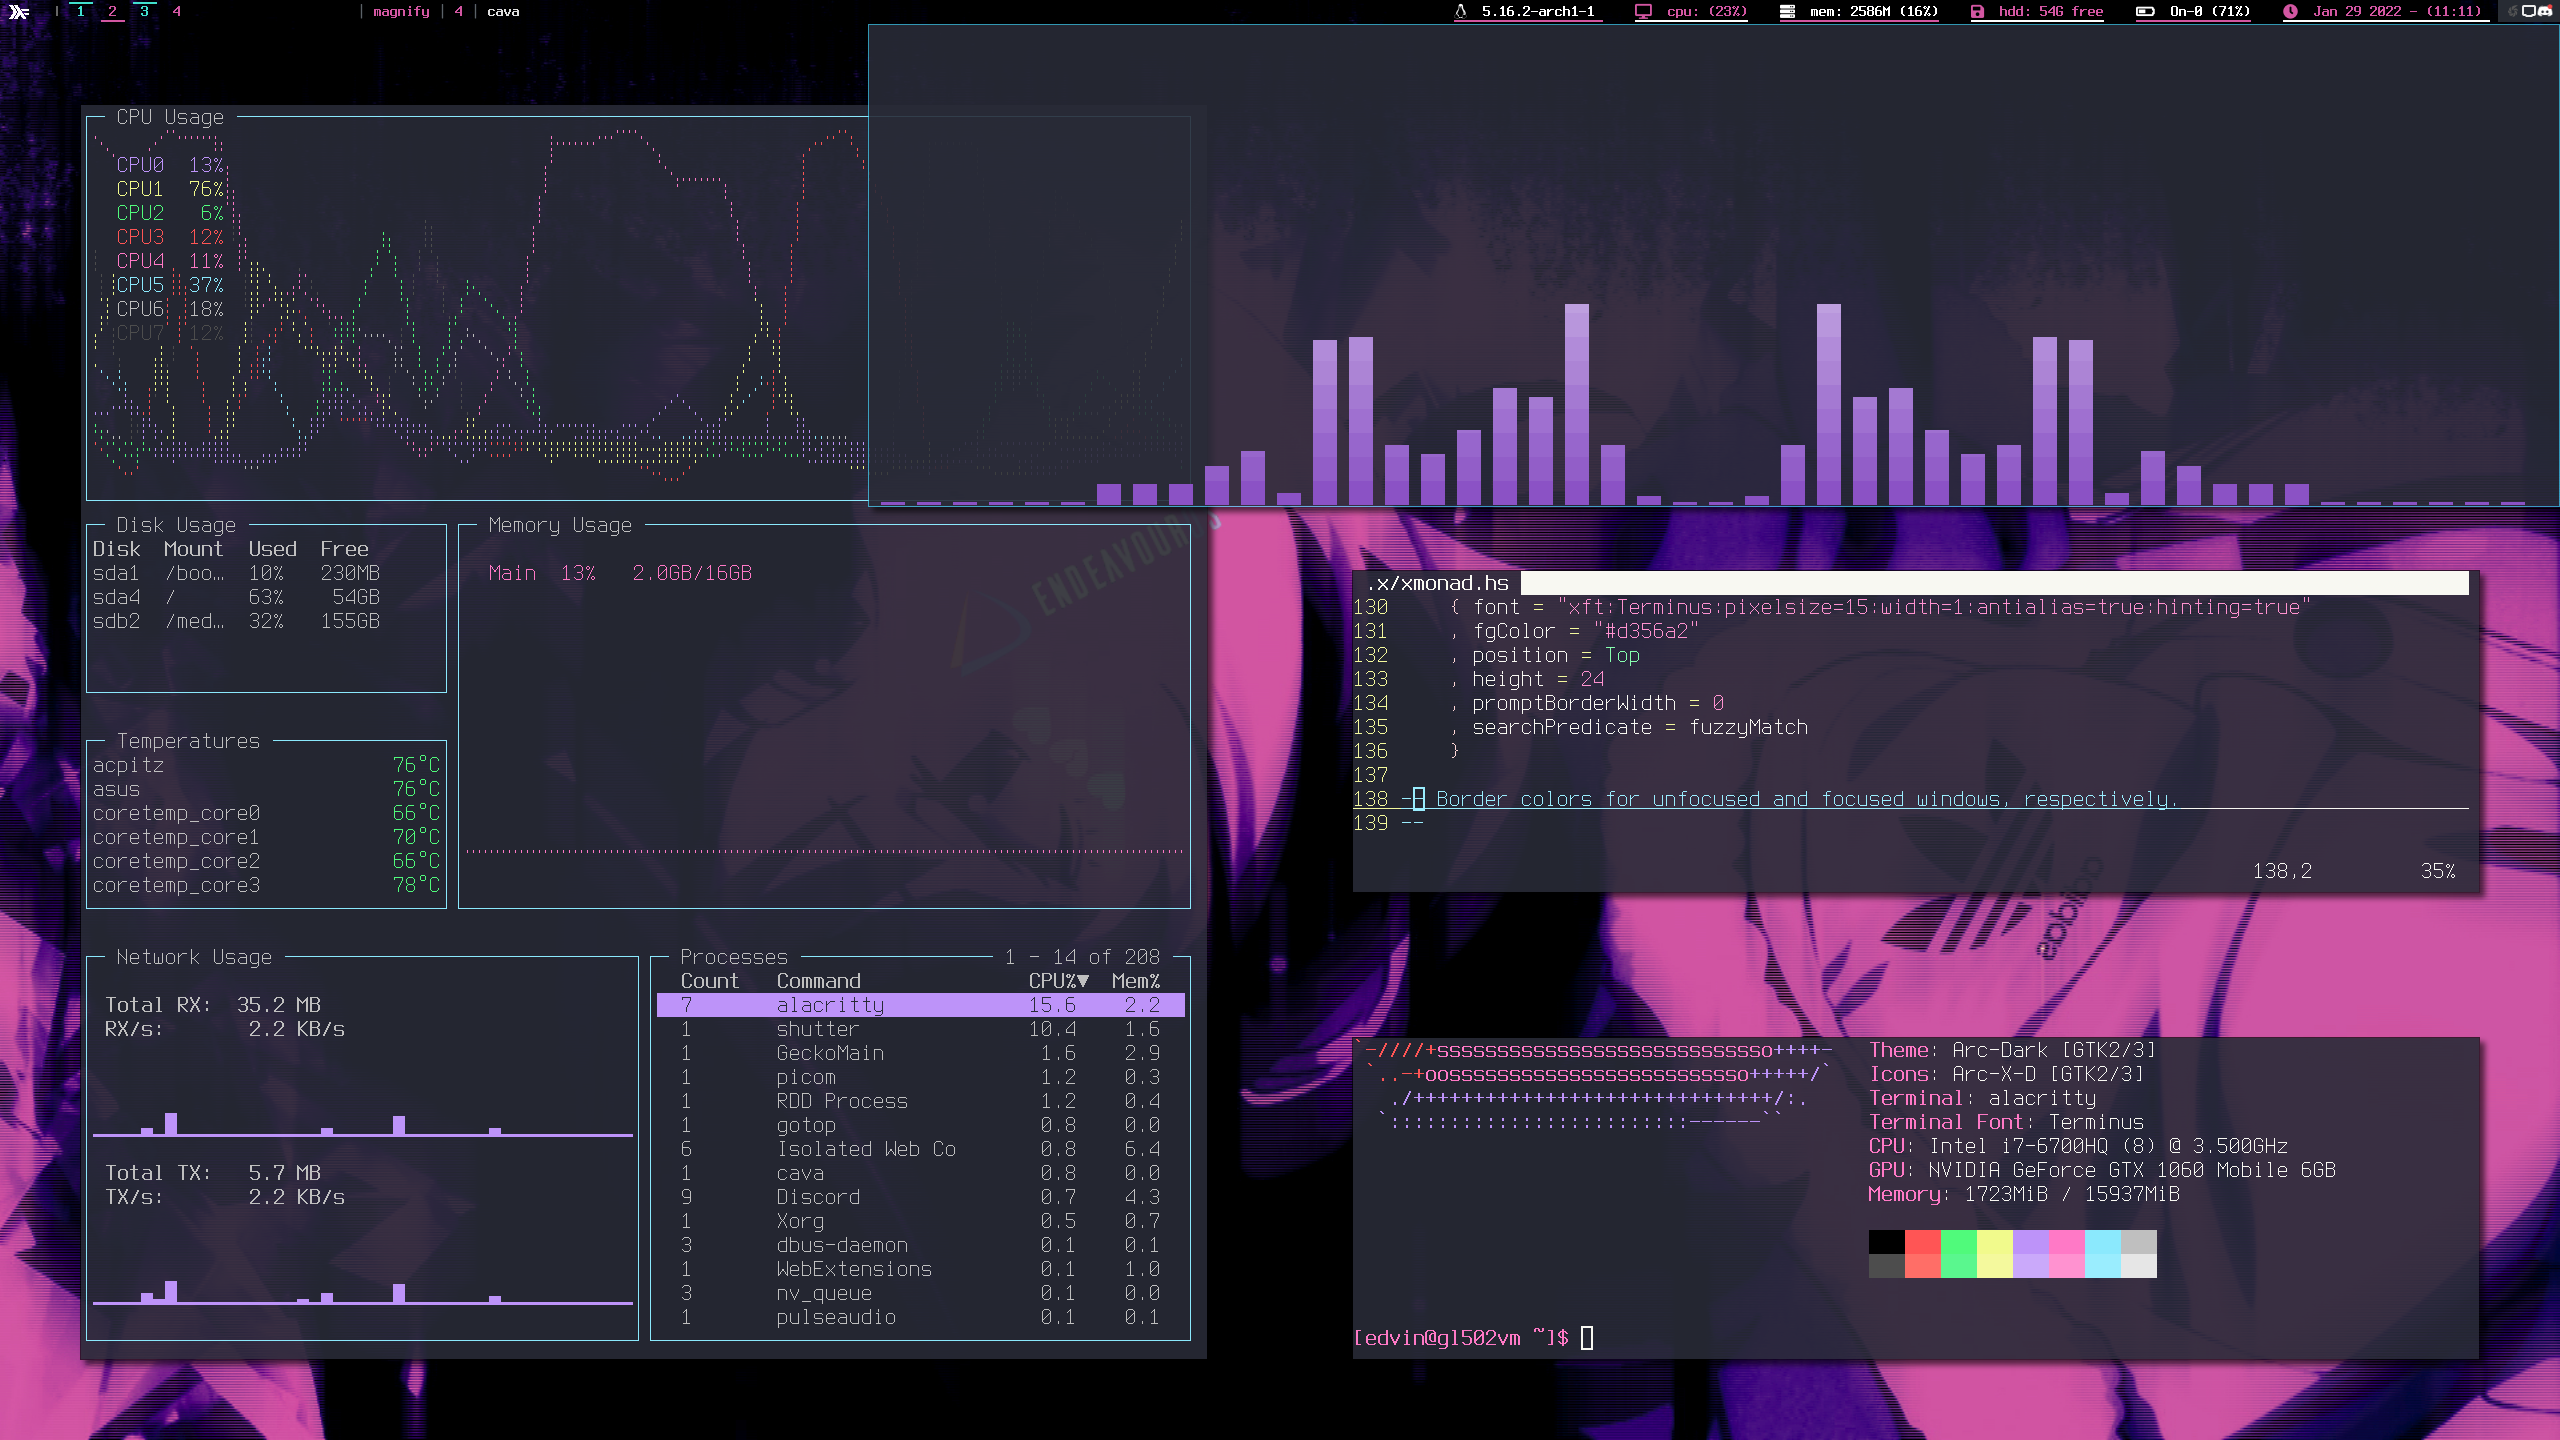 1 2 3 4 | magnify | 4 | cava
5.16.2-arch1-1 cpu: (23%) mem: 2586M (16%) hdd: 54G free On-0 (71%) Jan 29 2022 - (11:11)
CPU Usage
CPU0 13%
CPU1 76%
CPU2 6%
CPU3 12%
CPU4 11%
CPU5 37%
CPU6 18%
CPU7 12%
Disk Usage
Disk Mount Used Free
sda1 /boo… 10% 230MB
sda4 / 63% 54GB
sdb2 /med… 32% 155GB
Memory Usage
Main 13% 2.0GB/16GB
ENDEAVOUROS
Temperatures
acpitz 76°C
asus 76°C
coretemp_core0 66°C
coretemp_core1 70°C
coretemp_core2 66°C
coretemp_core3 78°C
Network Usage
Total RX: 35.2 MB
RX/s: 2.2 KB/s
Total TX: 5.7 MB
TX/s: 2.2 KB/s
Processes 1 - 14 of 208
Count Command CPU%▼ Mem%
7 alacritty 15.6 2.2
1 shutter 10.4 1.6
1 GeckoMain 1.6 2.9
1 picom 1.2 0.3
1 RDD Process 1.2 0.4
1 gotop 0.8 0.0
6 Isolated Web Co 0.8 6.4
1 cava 0.8 0.0
9 Discord 0.7 4.3
1 Xorg 0.5 0.7
3 dbus-daemon 0.1 0.1
1 WebExtensions 0.1 1.0
3 nv_queue 0.1 0.0
1 pulseaudio 0.1 0.1
.x/xmonad.hs
130 { font = "xft:Terminus:pixelsize=15:width=1:antialias=true:hinting=true"
131 , fgColor = "#d356a2"
132 , position = Top
133 , height = 24
134 , promptBorderWidth = 0
135 , searchPredicate = fuzzyMatch
136 }
137
138 -- Border colors for unfocused and focused windows, respectively.
139 --
138,2 35%
adidas
`-////+ssssssssssssssssssssssssssso++++-
`..-+oosssssssssssssssssssssssso+++++/`
./++++++++++++++++++++++++++++++/:.
`:::::::::::::::::::::::::------``
Theme: Arc-Dark [GTK2/3]
Icons: Arc-X-D [GTK2/3]
Terminal: alacritty
Terminal Font: Terminus
CPU: Intel i7-6700HQ (8) @ 3.500GHz
GPU: NVIDIA GeForce GTX 1060 Mobile 6GB
Memory: 1723MiB / 15937MiB
[edvin@gl502vm ~]$